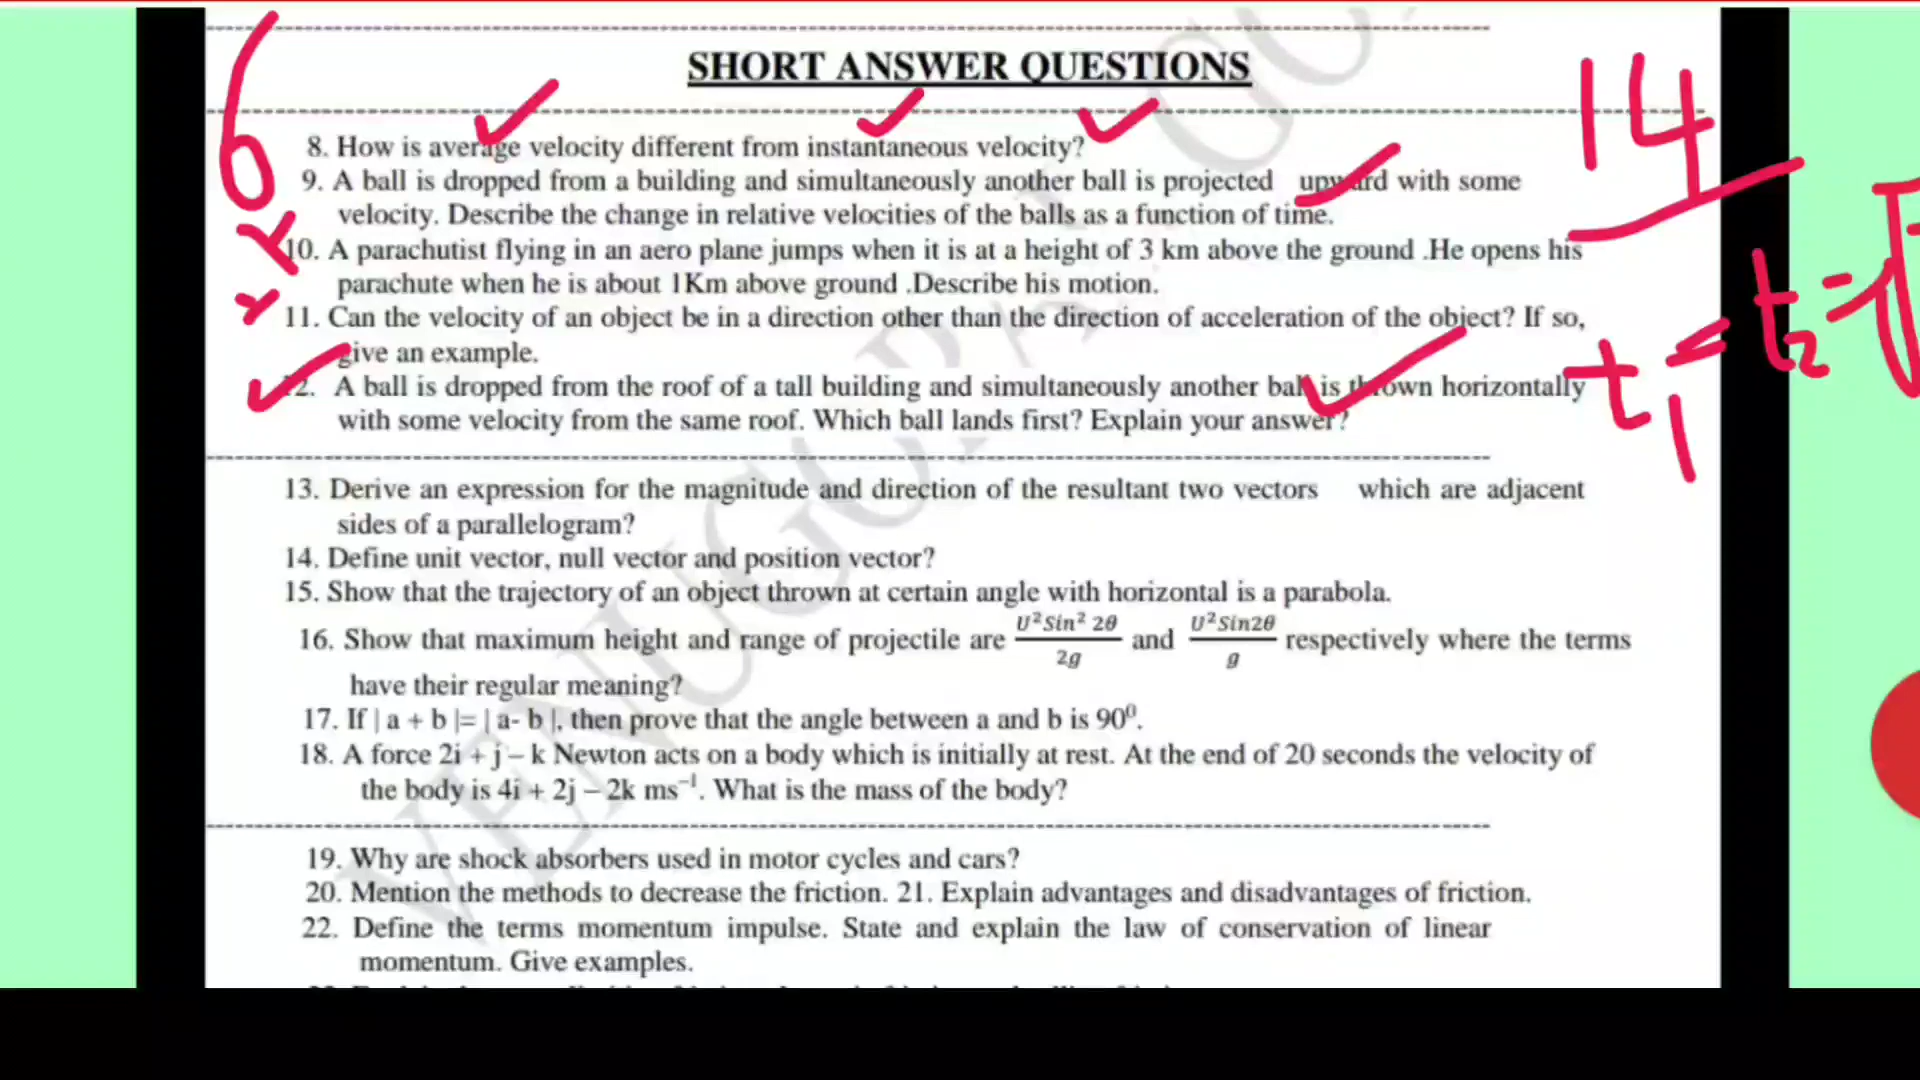 SHORT ANSWER QUESTIONS
6
14
8. How is average velocity different from instantaneous velocity?
9. A ball is dropped from a building and simultaneously another ball is projected upward with some
velocity. Describe the change in relative velocities of the balls as a function of time.
10. A parachutist flying in an aero plane jumps when it is at a height of 3 km above the ground .He opens his
parachute when he is about 1Km above ground .Describe his motion.
11. Can the velocity of an object be in a direction other than the direction of acceleration of the object? If so,
give an example.
t₁ = t₂ = √
12. A ball is dropped from the roof of a tall building and simultaneously another ball is thrown horizontally
with some velocity from the same roof. Which ball lands first? Explain your answer?
13. Derive an expression for the magnitude and direction of the resultant two vectors which are adjacent
sides of a parallelogram?
14. Define unit vector, null vector and position vector?
15. Show that the trajectory of an object thrown at certain angle with horizontal is a parabola.
16. Show that maximum height and range of projectile are U²Sin² 2θ/2g and U²Sin2θ/g respectively where the terms
have their regular meaning?
17. If | a + b |= | a- b |, then prove that the angle between a and b is 90⁰.
18. A force 2i + j – k Newton acts on a body which is initially at rest. At the end of 20 seconds the velocity of
the body is 4i + 2j – 2k ms⁻¹. What is the mass of the body?
19. Why are shock absorbers used in motor cycles and cars?
20. Mention the methods to decrease the friction. 21. Explain advantages and disadvantages of friction.
22. Define the terms momentum impulse. State and explain the law of conservation of linear
momentum. Give examples.